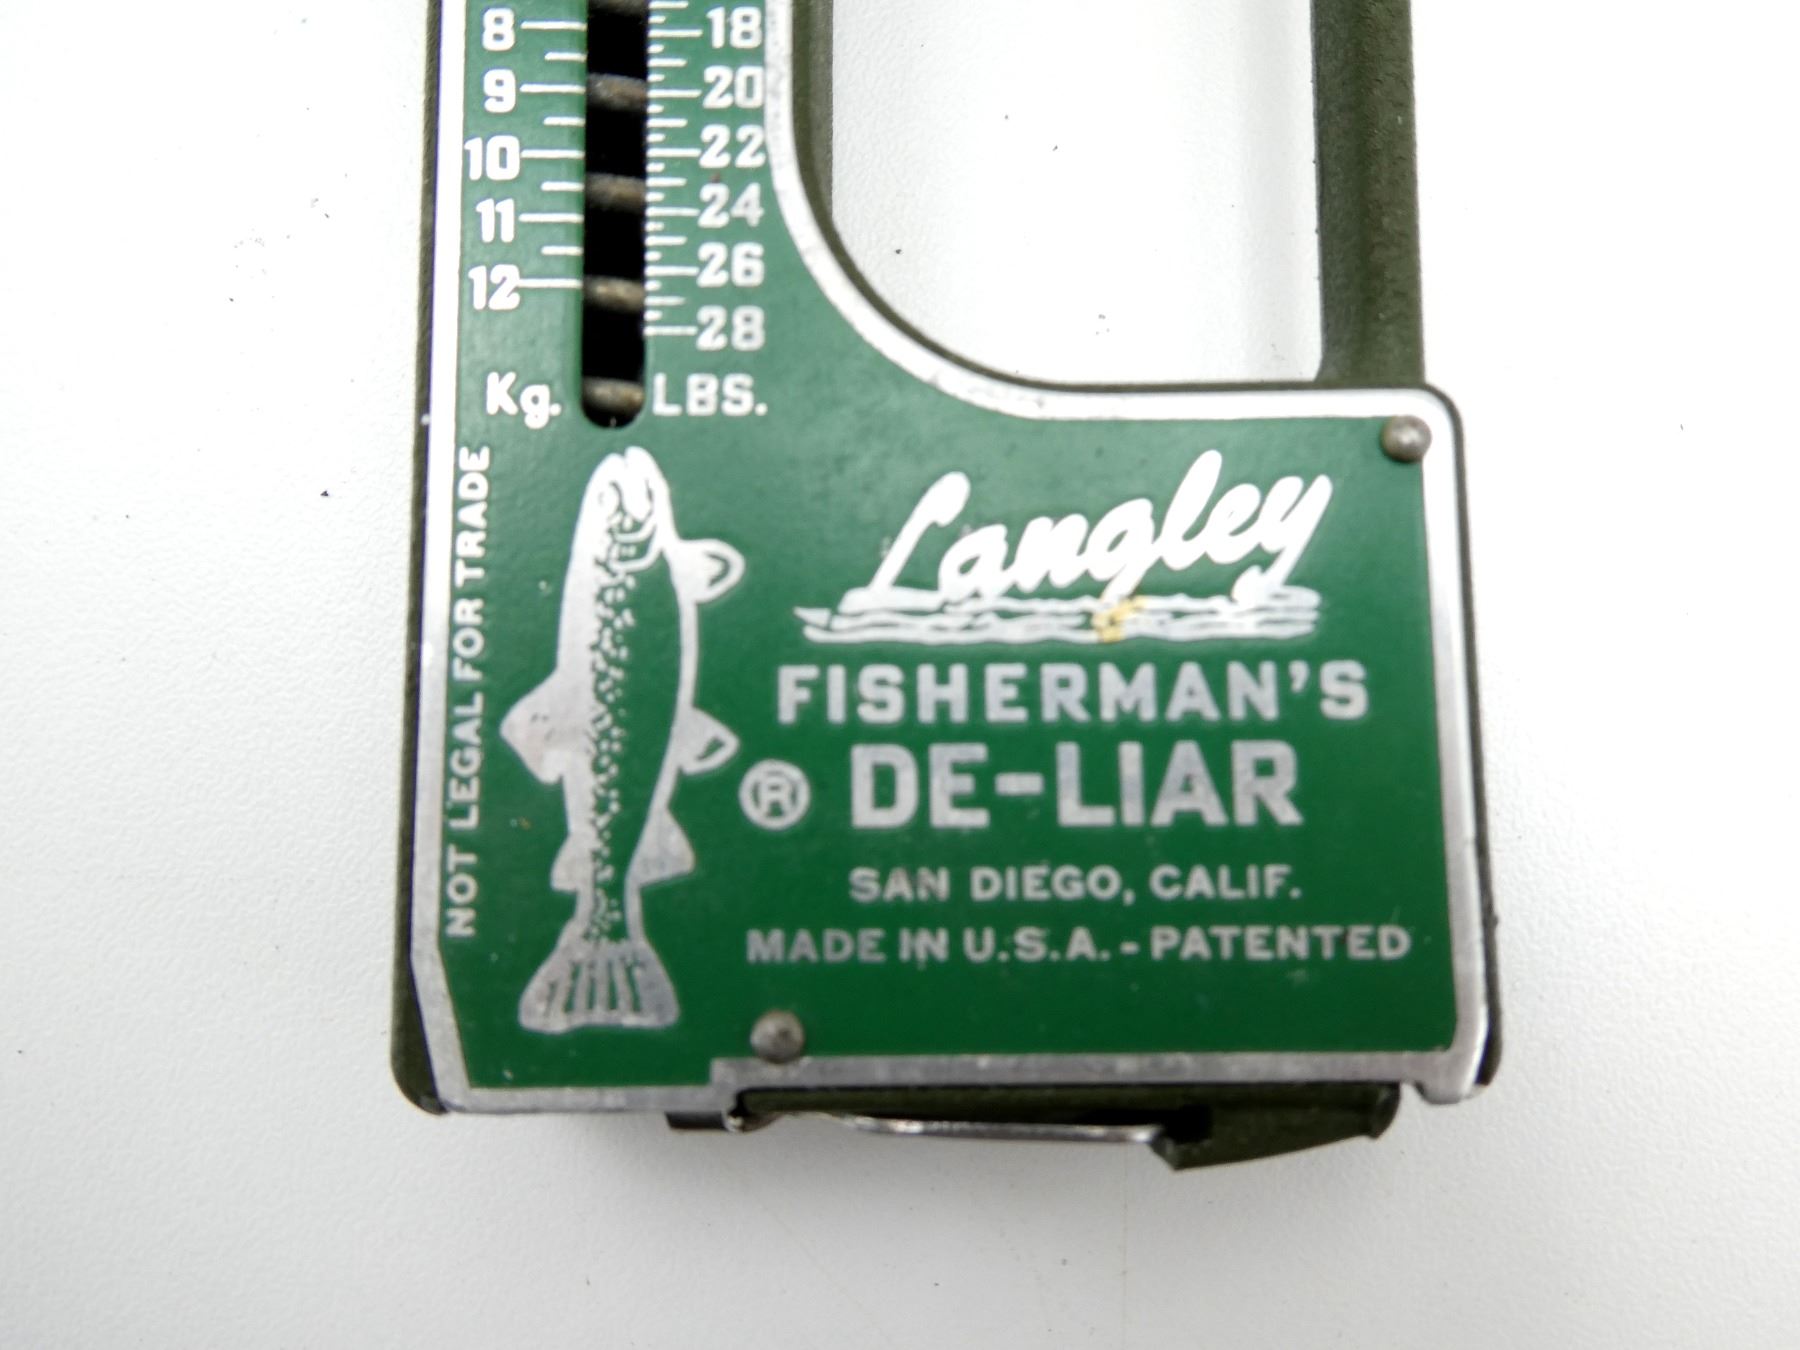 8 18
9 20
10 22
11 24
12 26
28
Kg. LBS.
NOT LEGAL FOR TRADE
Langley
FISHERMAN'S
® DE-LIAR
SAN DIEGO, CALIF.
MADE IN U.S.A. - PATENTED